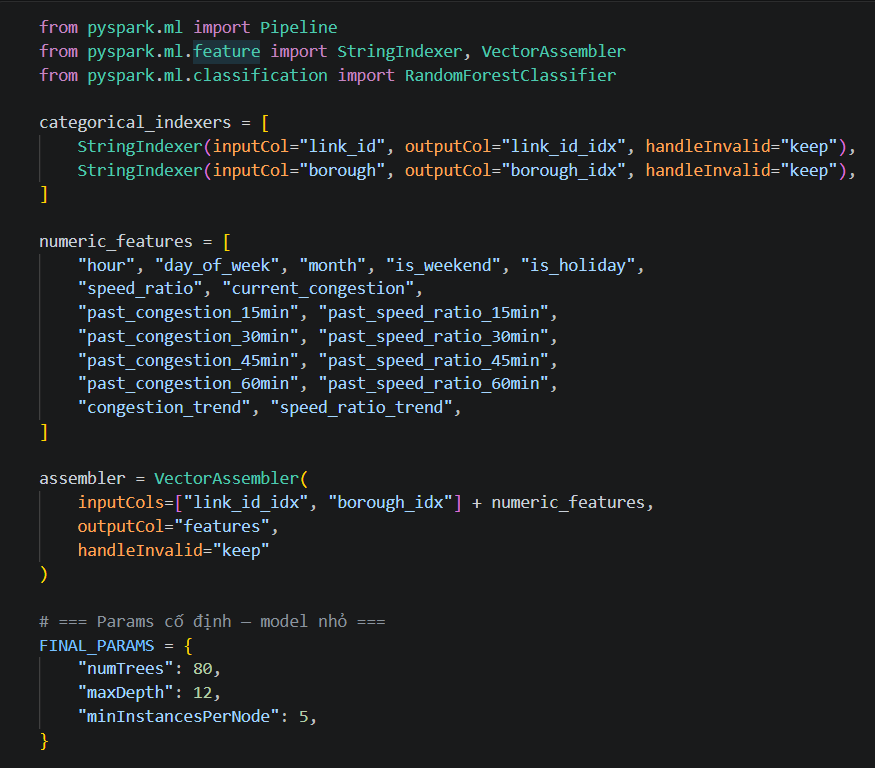 from pyspark.ml import Pipeline
from pyspark.ml.feature import StringIndexer, VectorAssembler
from pyspark.ml.classification import RandomForestClassifier

categorical_indexers = [
    StringIndexer(inputCol="link_id", outputCol="link_id_idx", handleInvalid="keep"),
    StringIndexer(inputCol="borough", outputCol="borough_idx", handleInvalid="keep"),
]

numeric_features = [
    "hour", "day_of_week", "month", "is_weekend", "is_holiday",
    "speed_ratio", "current_congestion",
    "past_congestion_15min", "past_speed_ratio_15min",
    "past_congestion_30min", "past_speed_ratio_30min",
    "past_congestion_45min", "past_speed_ratio_45min",
    "past_congestion_60min", "past_speed_ratio_60min",
    "congestion_trend", "speed_ratio_trend",
]

assembler = VectorAssembler(
    inputCols=["link_id_idx", "borough_idx"] + numeric_features,
    outputCol="features",
    handleInvalid="keep"
)

# === Params cố định — model nhỏ ===
FINAL_PARAMS = {
    "numTrees": 80,
    "maxDepth": 12,
    "minInstancesPerNode": 5,
}